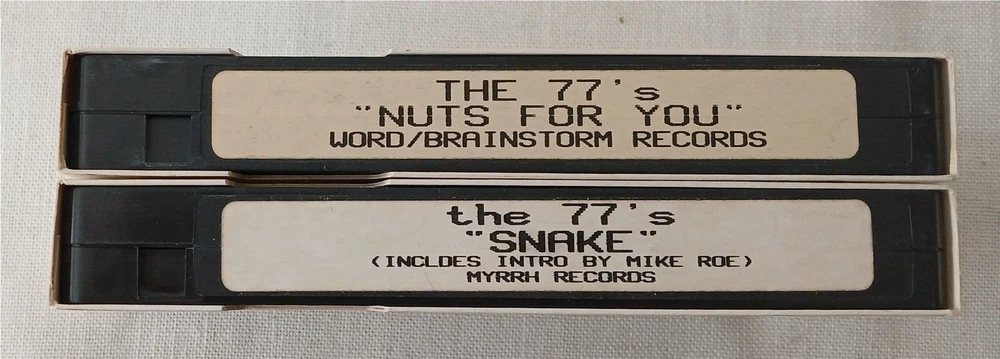 THE 77's
"NUTS FOR YOU"
WORD/BRAINSTORM RECORDS
the 77's
"SNAKE"
(INCLDES INTRO BY MIKE ROE)
MYRRH RECORDS